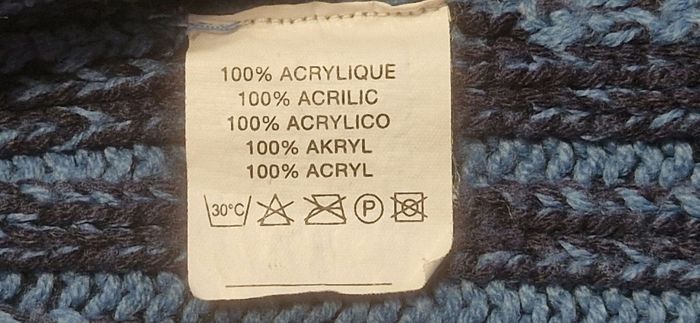 100% ACRYLIQUE
100% ACRILIC
100% ACRYLICO
100% AKRYL
100% ACRYL
30°C P